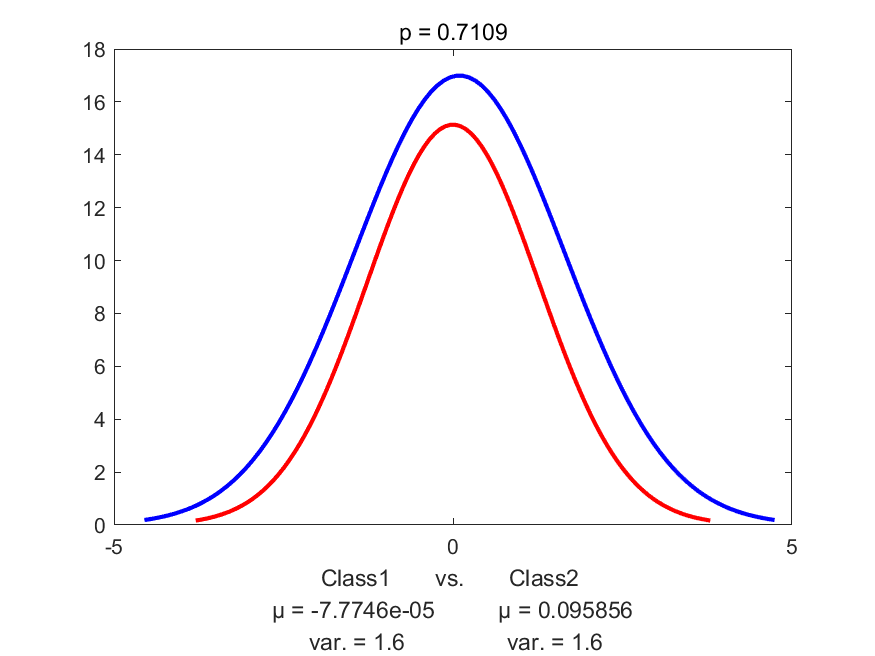 p = 0.7109
18
16
14
12
10
8
6
4
2
0
-5 0 5
Class1 vs. Class2
μ = -7.7746e-05 μ = 0.095856
var. = 1.6 var. = 1.6